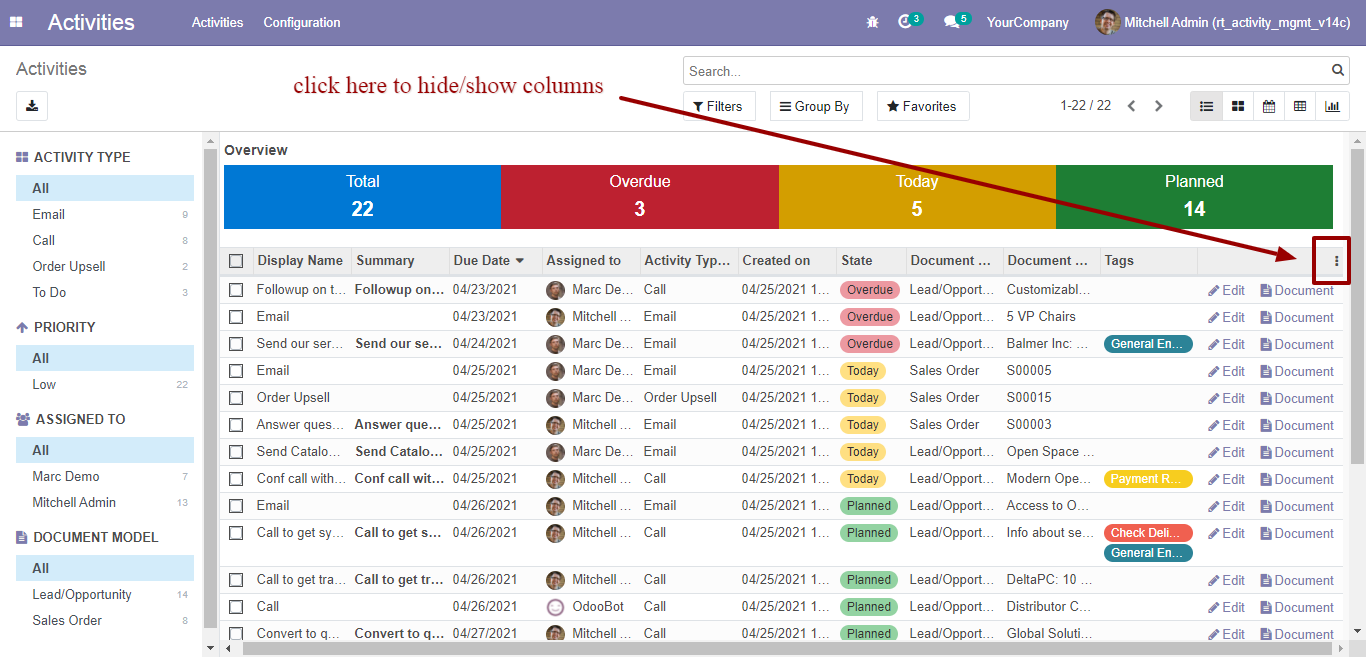 Activities Activities Configuration 3 5 YourCompany Mitchell Admin (rt_activity_mgmt_v14c)
Activities
Search...
click here to hide/show columns
Filters Group By Favorites 1-22 / 22
ACTIVITY TYPE
All
Email 9
Call 8
Order Upsell 2
To Do 3
PRIORITY
All
Low 22
ASSIGNED TO
All
Marc Demo 7
Mitchell Admin 13
DOCUMENT MODEL
All
Lead/Opportunity 14
Sales Order 8
Overview
Total Overdue Today Planned
22 3 5 14
Display Name Summary Due Date Assigned to Activity Typ... Created on State Document ... Document ... Tags
Followup on t... Followup on... 04/23/2021 Marc De... Call 04/25/2021 1... Overdue Lead/Opport... Customizabl... Edit Document
Email 04/23/2021 Mitchell ... Email 04/25/2021 1... Overdue Lead/Opport... 5 VP Chairs Edit Document
Send our ser... Send our se... 04/24/2021 Marc De... Email 04/25/2021 1... Overdue Lead/Opport... Balmer Inc: ... General En... Edit Document
Email 04/25/2021 Marc De... Email 04/25/2021 1... Today Sales Order S00005 Edit Document
Order Upsell 04/25/2021 Marc De... Order Upsell 04/25/2021 1... Today Sales Order S00015 Edit Document
Answer ques... Answer que... 04/25/2021 Mitchell ... Email 04/25/2021 1... Today Sales Order S00003 Edit Document
Send Catalo... Send Catalo... 04/25/2021 Marc De... Email 04/25/2021 1... Today Lead/Opport... Open Space ... Edit Document
Conf call with... Conf call wit... 04/25/2021 Mitchell ... Call 04/25/2021 1... Today Lead/Opport... Modern Ope... Payment R... Edit Document
Email 04/26/2021 Mitchell ... Email 04/25/2021 1... Planned Lead/Opport... Access to O... Edit Document
Call to get sy... Call to get s... 04/26/2021 Mitchell ... Call 04/25/2021 1... Planned Lead/Opport... Info about se... Check Deli... Edit Document
General En...
Call to get tra... Call to get tr... 04/26/2021 Mitchell ... Call 04/25/2021 1... Planned Lead/Opport... DeltaPC: 10 ... Edit Document
Call 04/26/2021 OdooBot Call 04/25/2021 1... Planned Lead/Opport... Distributor C... Edit Document
Convert to q... Convert to q... 04/27/2021 Mitchell ... Call 04/25/2021 1... Planned Lead/Opport... Global Soluti... Edit Document